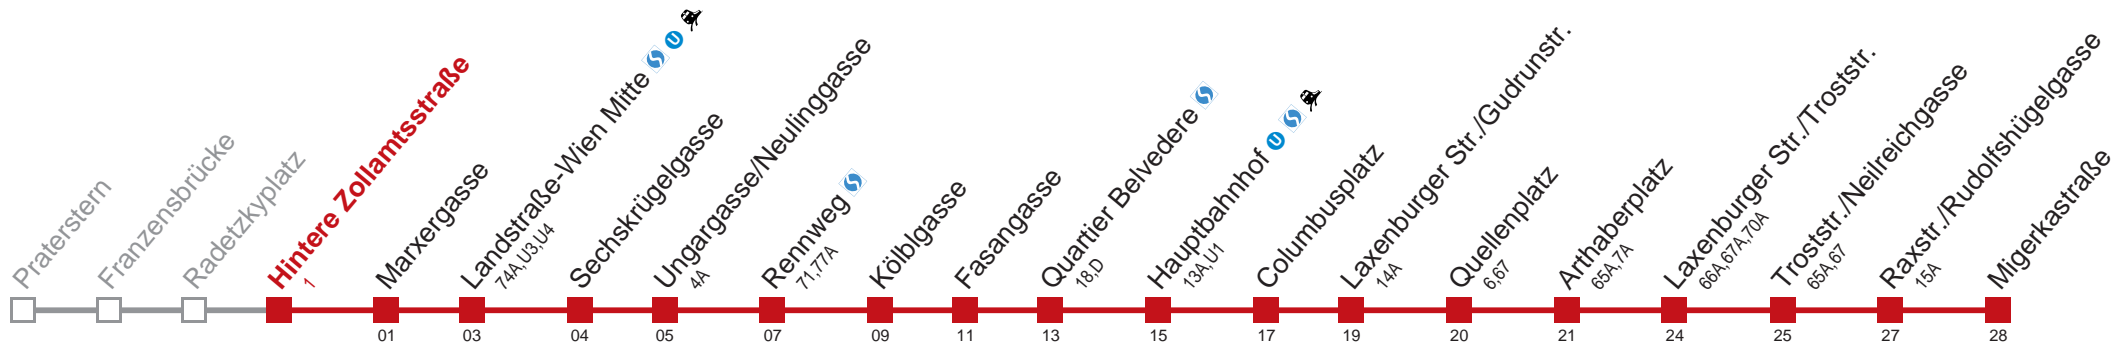 Praterstern
Franzensbrücke
Radetzkyplatz
Hintere Zollamtsstraße
1
Marxergasse
01
Landstraße-Wien Mitte S U
74A,U3,U4
03
Sechskrügelgasse
04
Ungargasse/Neulinggasse
4A
05
Rennweg S
71,77A
07
Kölblgasse
09
Fasangasse
11
Quartier Belvedere S
18,D
13
Hauptbahnhof U S
13A,U1
15
Columbusplatz
17
Laxenburger Str./Gudrunstr.
14A
19
Quellenplatz
6,67
20
Arthaberplatz
65A,7A
21
Laxenburger Str./Troststr.
66A,67A,70A
24
Troststr./Neilreichgasse
65A,67
25
Raxstr./Rudolfshügelgasse
15A
27
Migerkastraße
28